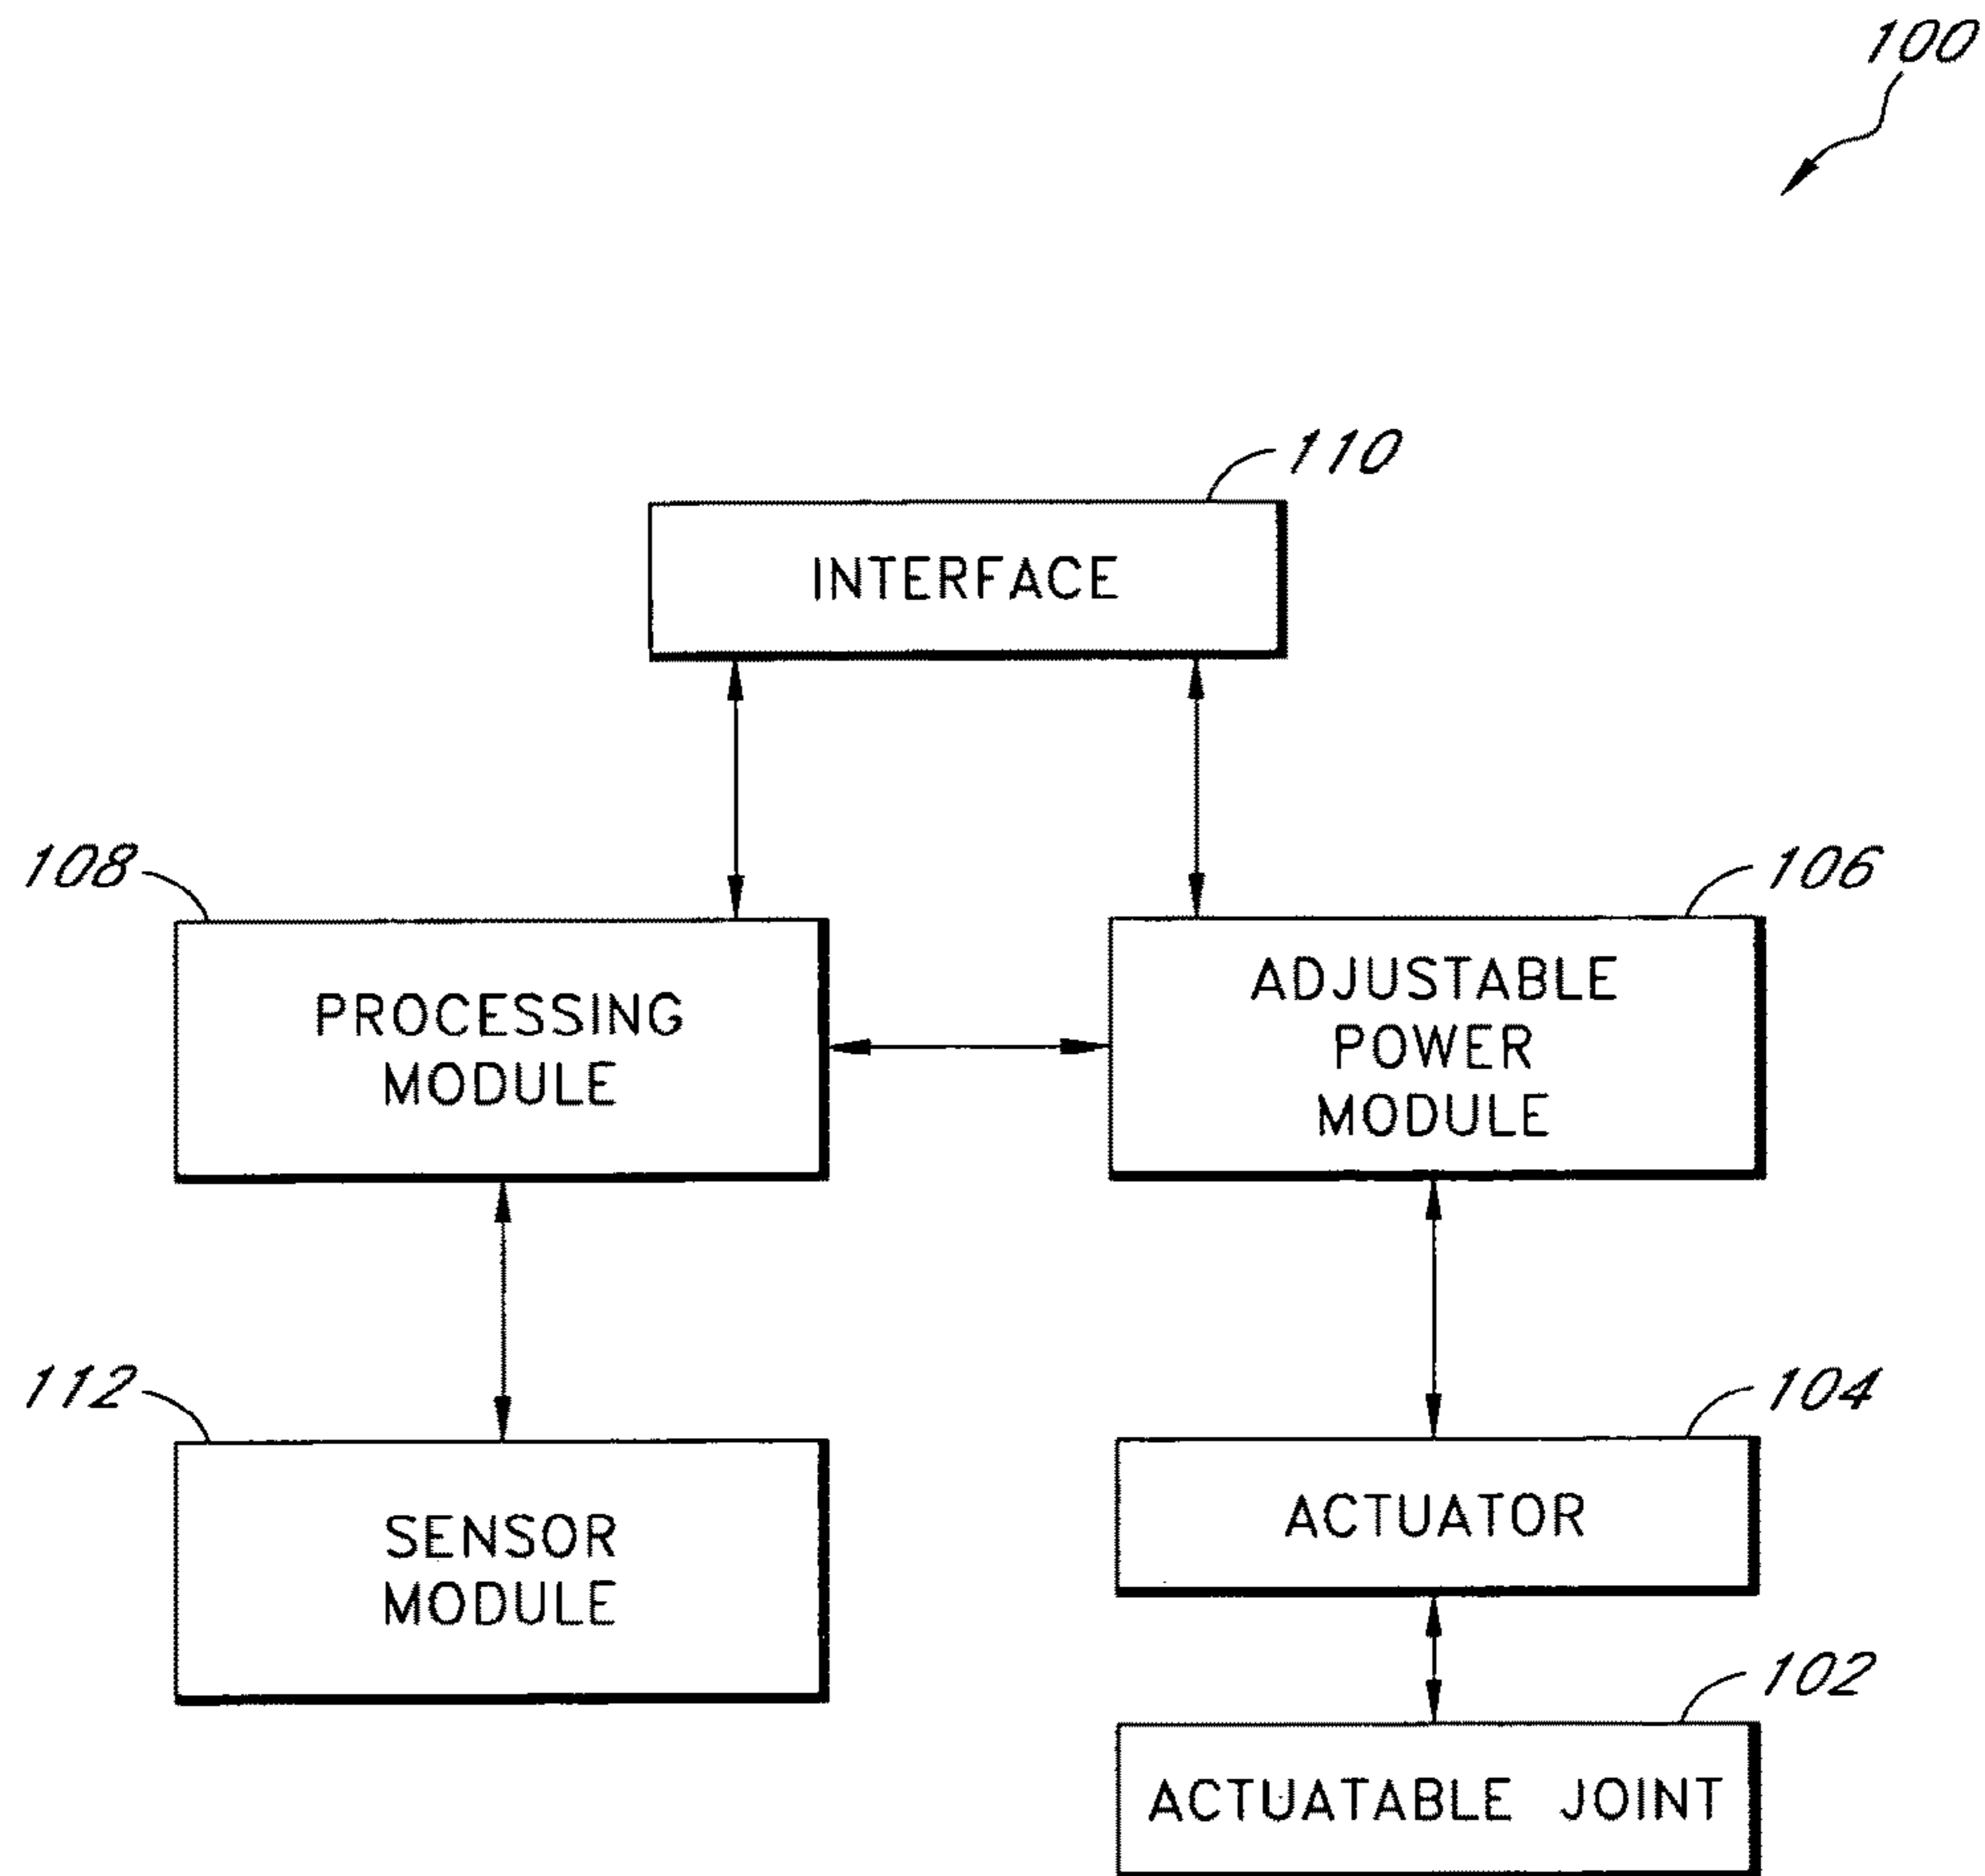 100
110
INTERFACE
108
106
PROCESSING
MODULE
ADJUSTABLE
POWER
MODULE
112
104
SENSOR
MODULE
ACTUATOR
102
ACTUATABLE JOINT